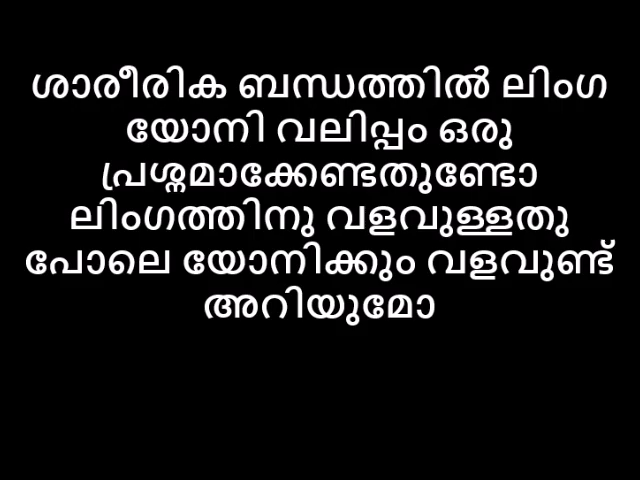 ശാരീരിക ബന്ധത്തിൽ ലിംഗ
യോനി വലിപ്പം ഒരു
പ്രശ്നമാക്കേണ്ടതുണ്ടോ
ലിംഗത്തിനു വളവുള്ളതു
പോലെ യോനിക്കും വളവുണ്ട്
അറിയുമോ